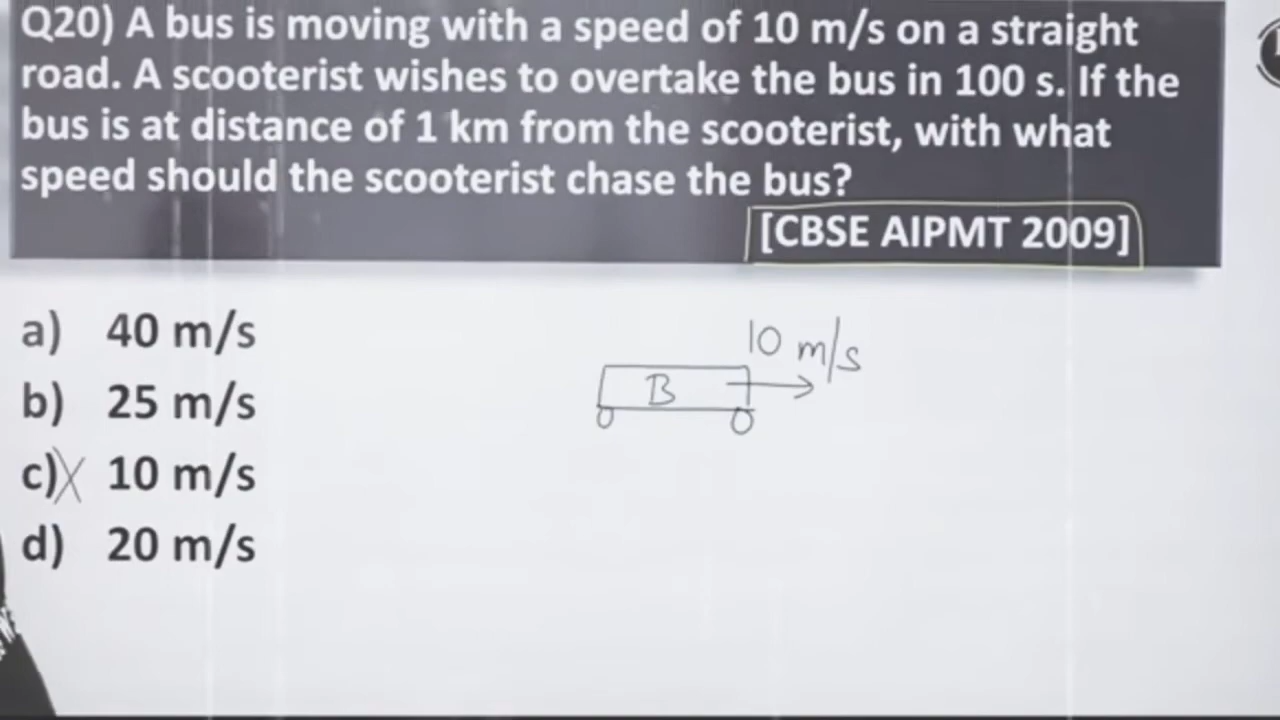 Q20) A bus is moving with a speed of 10 m/s on a straight
road. A scooterist wishes to overtake the bus in 100 s. If the
bus is at distance of 1 km from the scooterist, with what
speed should the scooterist chase the bus?
[CBSE AIPMT 2009]
a) 40 m/s
b) 25 m/s
c) 10 m/s
d) 20 m/s
10 m/s
B